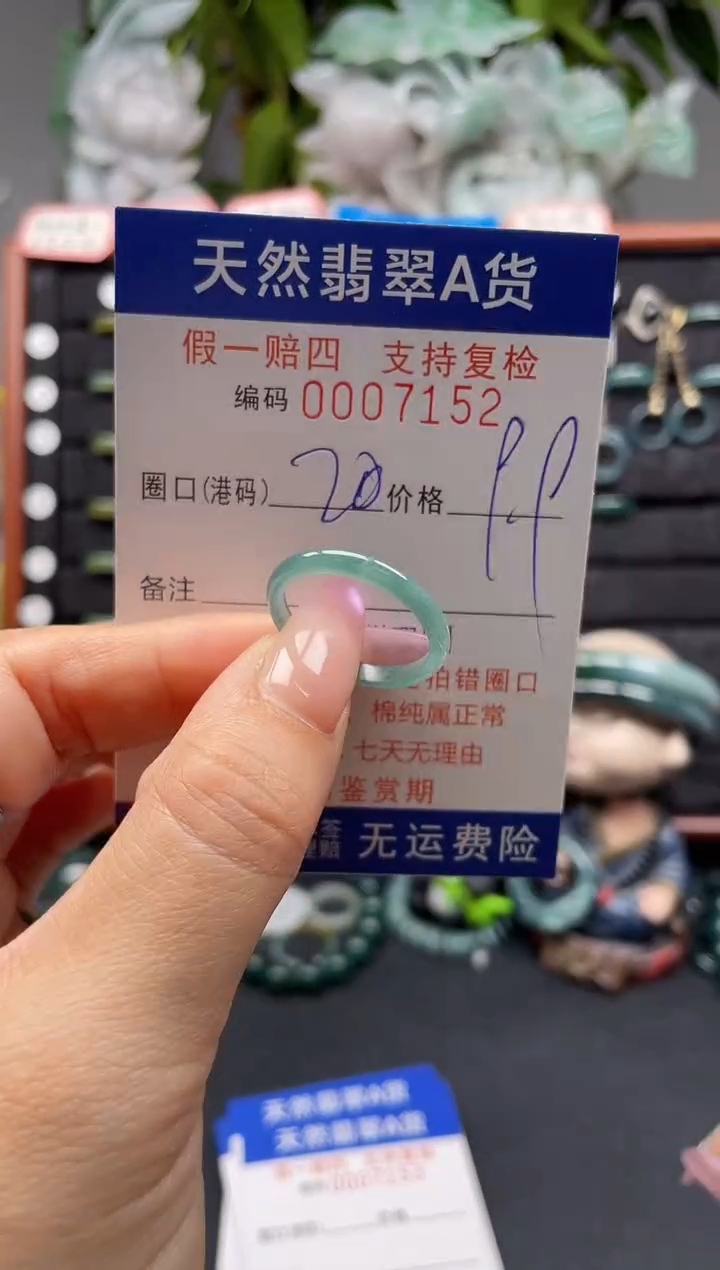 天然翡翠A货
假一赔四 支持复检
编码 0007152
圈口(港码) 20 价格
备注
拍错圈口
棉纯属正常
七天无理由
鉴赏期
无运费险
天然翡翠A货
天然翡翠A货